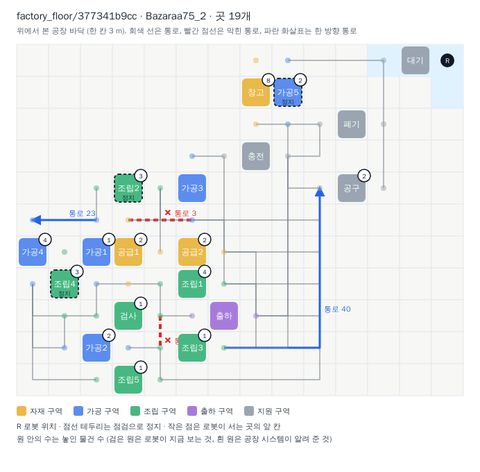 factory_floor/377341b9cc · Bazaraa75_2 · 곳 19개
위에서 본 공장 바닥 (한 칸 3 m). 회색 선은 통로, 빨간 점선은 막힌 통로, 파란 화살표는 한 방향 통로
대기
R
창고
8
가공5
2
정지
폐기
충전
조립2
3
정지
가공3
공구
2
통로 23
✕ 통로 3
가공4
4
가공1
1
공급1
2
공급2
2
조립4
3
정지
조립1
4
검사
1
출하
통로 40
가공2
2
✕
조립3
1
조립5
1
자재 구역
가공 구역
조립 구역
출하 구역
지원 구역
R 로봇 위치 · 점선 테두리는 점검으로 정지 · 작은 점은 로봇이 서는 곳의 앞 칸
원 안의 수는 놓인 물건 수 (검은 원은 로봇이 지금 보는 것, 흰 원은 공장 시스템이 알려 준 것)